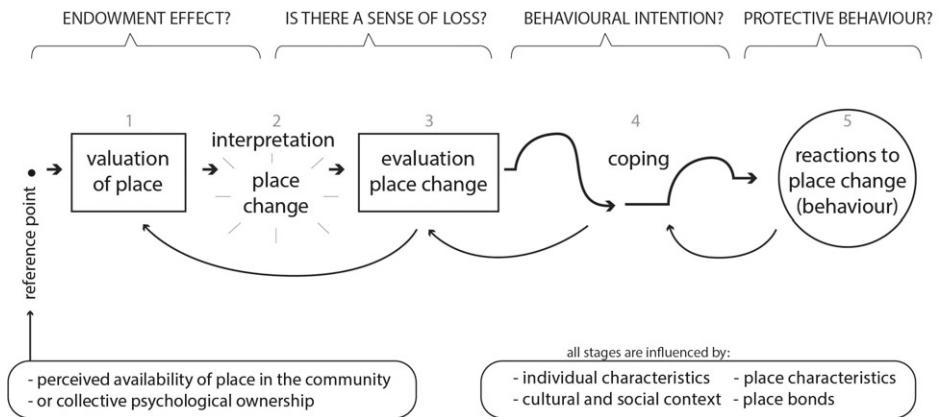 ENDOWMENT EFFECT?
IS THERE A SENSE OF LOSS?
BEHAVIOURAL INTENTION?
PROTECTIVE BEHAVIOUR?
1
valuation
of place
2
interpretation
place
change
3
evaluation
place change
4
coping
5
reactions to
place change
(behaviour)
reference point
- perceived availability of place in the community
- or collective psychological ownership
all stages are influenced by:
- individual characteristics - place characteristics
- cultural and social context - place bonds